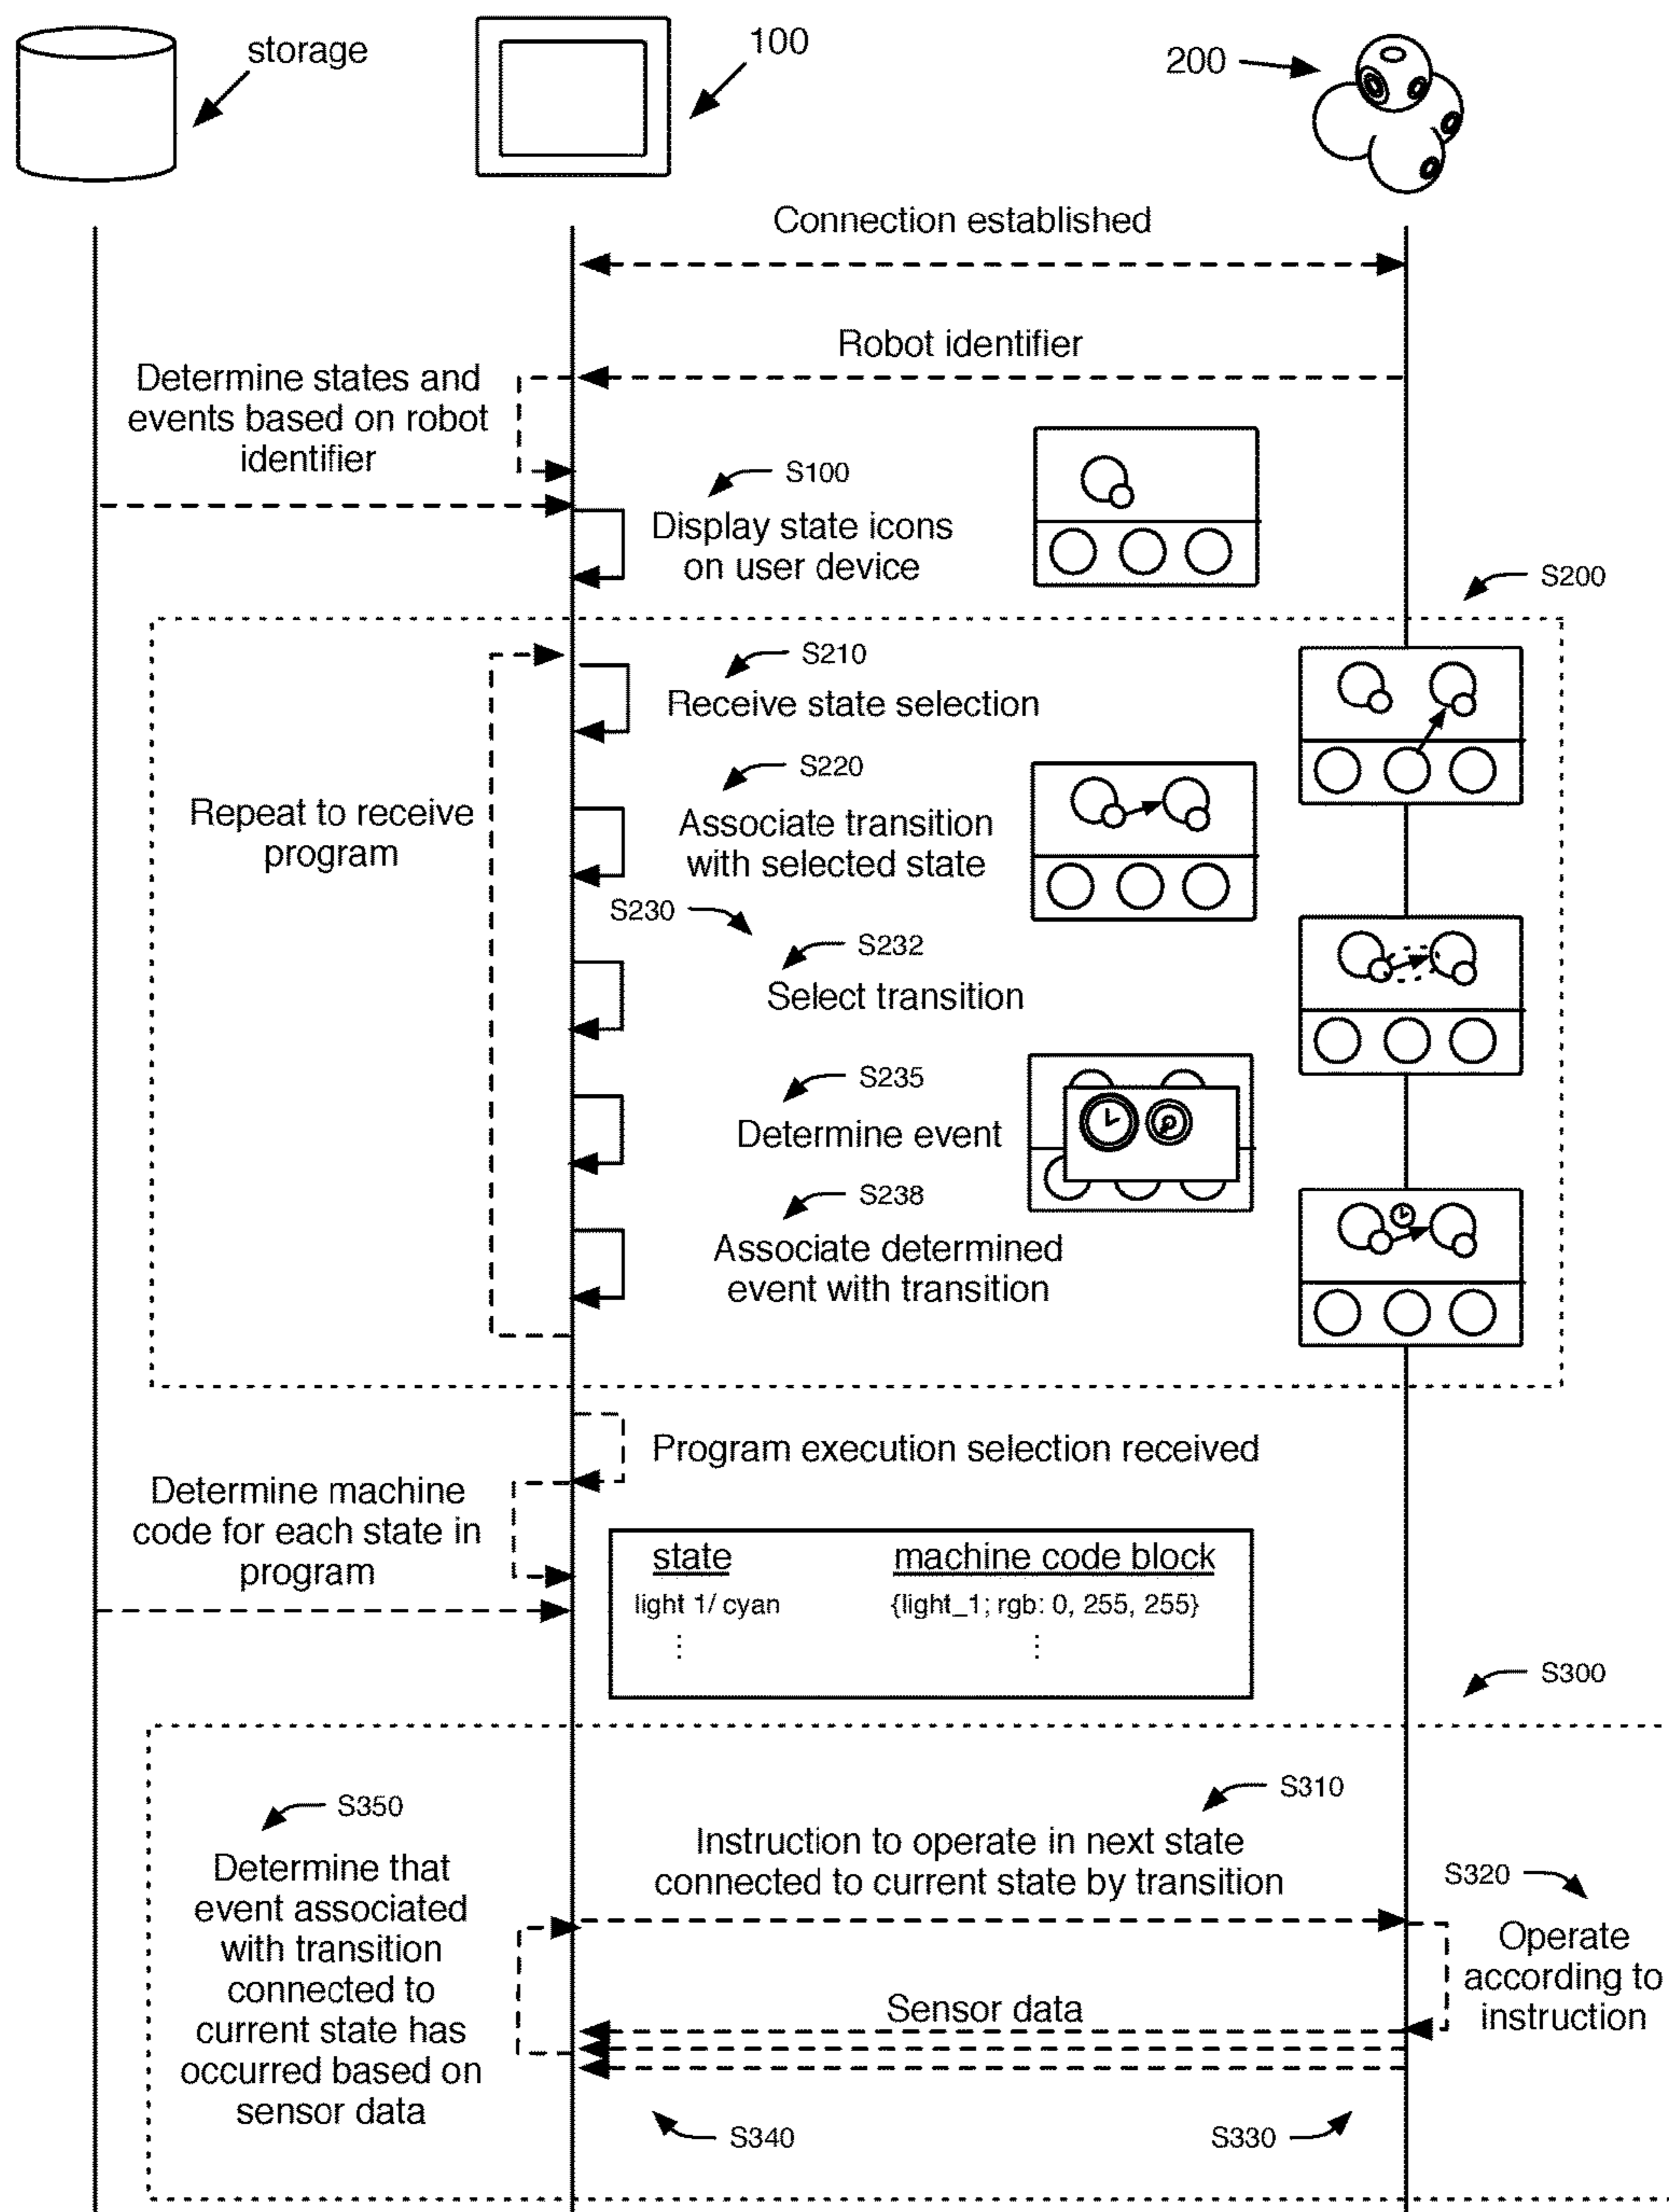 storage
100
200
Connection established
Robot identifier
Determine states and
events based on robot
identifier
S100
Display state icons
on user device
S200
S210
Receive state selection
S220
Associate transition
with selected state
Repeat to receive
program
S230
S232
Select transition
S235
Determine event
S238
Associate determined
event with transition
Program execution selection received
Determine machine
code for each state in
program
state machine code block
light 1/ cyan {light_1; rgb: 0, 255, 255}
⋮ ⋮
S300
S310
Instruction to operate in next state
connected to current state by transition
S350
Determine that
event associated
with transition
connected to
current state has
occurred based on
sensor data
S320
Operate
according to
instruction
Sensor data
S340
S330